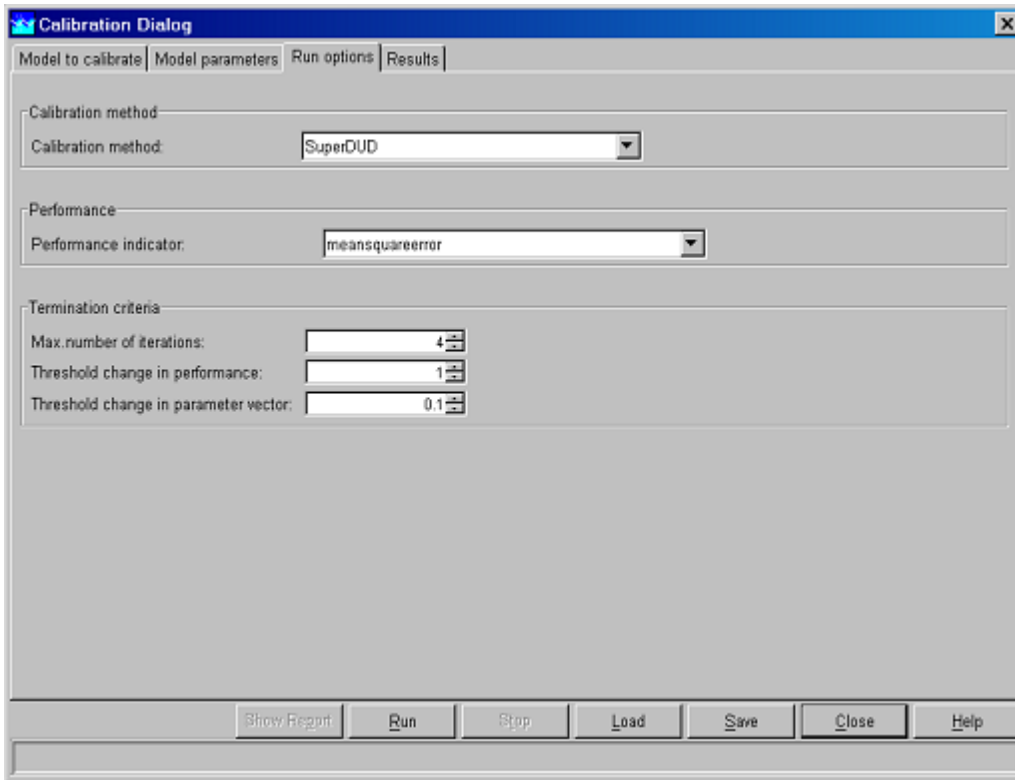 Calibration Dialog
Model to calibrate Model parameters Run options Results
Calibration method
Calibration method: SuperDUD
Performance
Performance indicator: meansquareerror
Termination criteria
Max.number of iterations: 4
Threshold change in performance: 1
Threshold change in parameter vector: 0.1
Show Report Run Stop Load Save Close Help